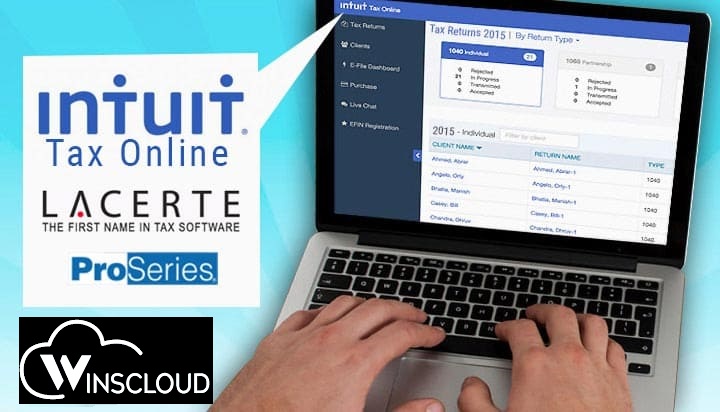 intuit Tax Online
Tax Returns
Clients
E-File Dashboard
Purchase
Live Chat
EFIN Registration
Tax Returns 2015 | By Return Type
1040 Individual 21
0 Rejected
21 In Progress
0 Transmitted
0 Accepted
1065 Partnership 1
0 Rejected
1 In Progress
0 Transmitted
0 Accepted
2015 - Individual Filter by client
CLIENT NAME RETURN NAME TYPE
Ahmed, Abrar Ahmed, Abrar-1 1040
Angelo, Orly Angelo, Orly-1 1040
Bhatia, Manish Bhatia, Manish-1 1040
Casey, Bill Casey, Bill-1 1040
Chandra, Dhruv Chandra, Dhruv-1 1040
INTUIT®
Tax Online
LACERTE
THE FIRST NAME IN TAX SOFTWARE
ProSeries®
WINSCLOUD